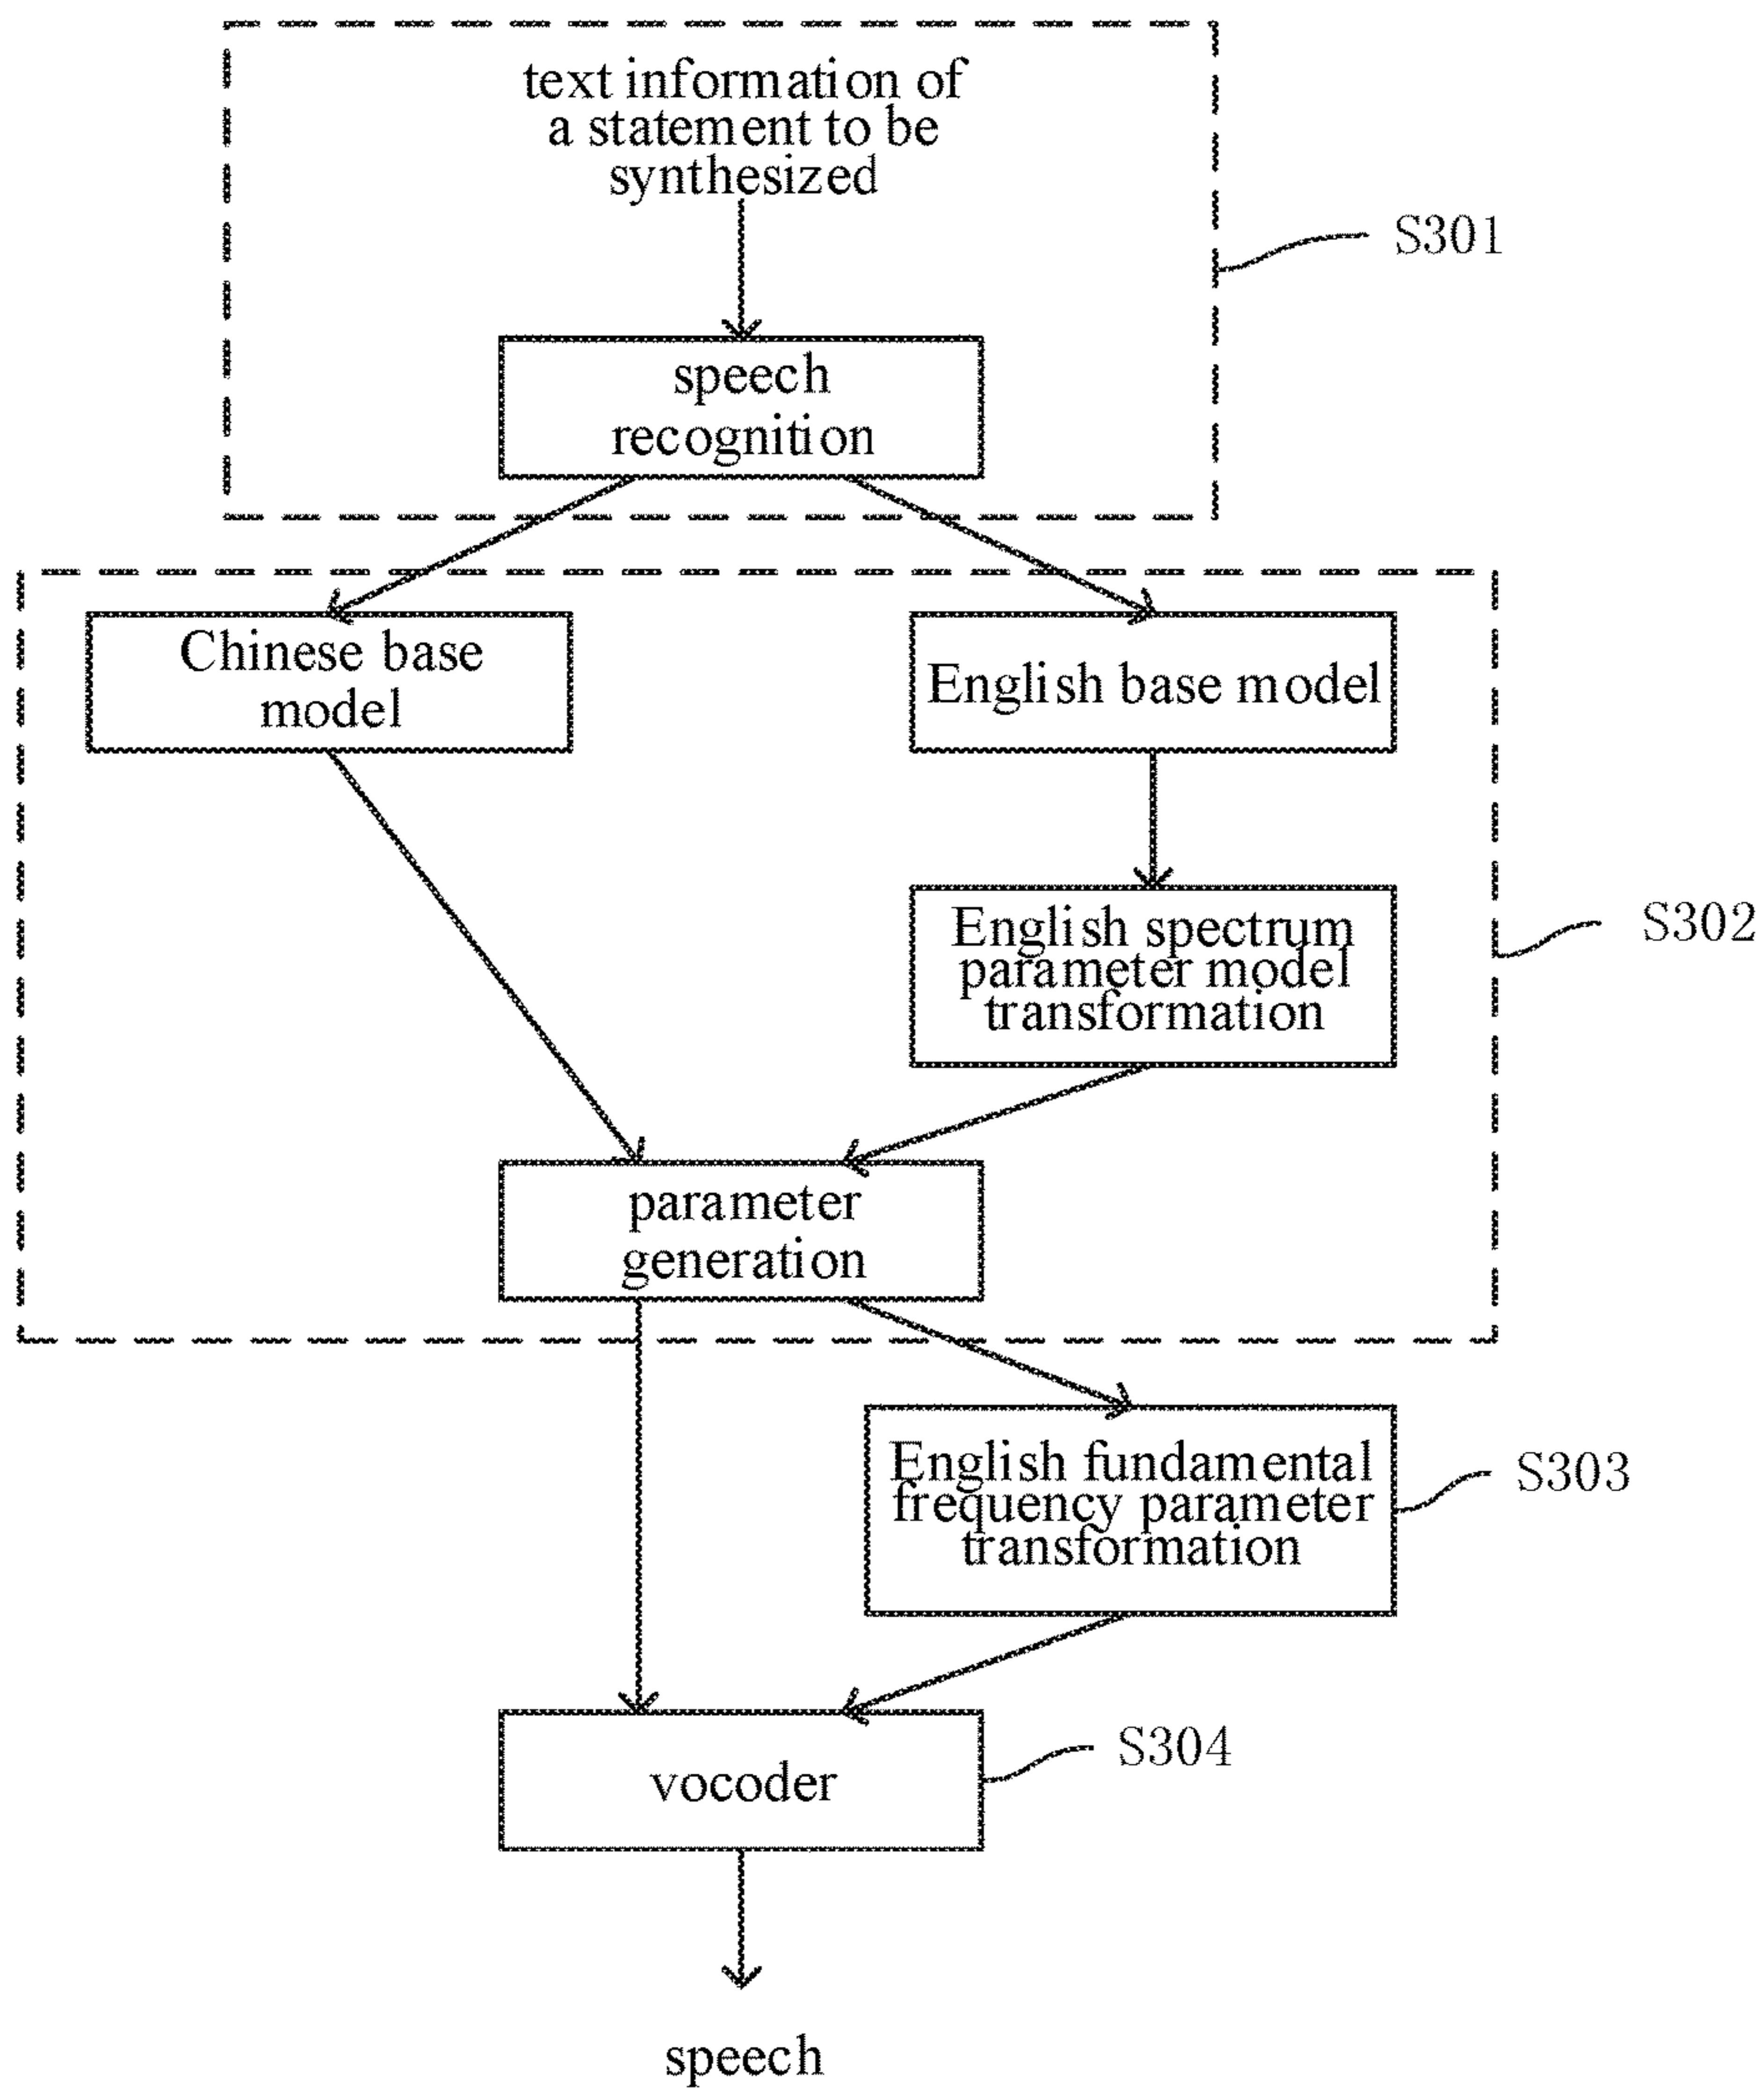 text information of
a statement to be
synthesized
S301
speech
recognition
Chinese base
model
English base model
English spectrum
parameter model
transformation
S302
parameter
generation
English fundamental
frequency parameter
transformation
S303
vocoder
S304
speech